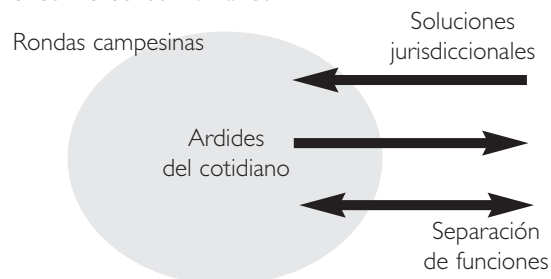 Soluciones
jurisdiccionales
Rondas campesinas
Ardides
del cotidiano
Separación
de funciones